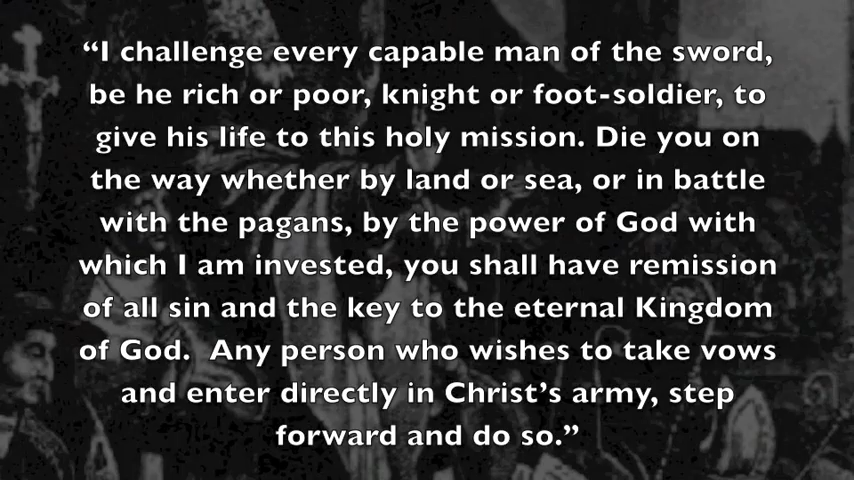 “I challenge every capable man of the sword,
be he rich or poor, knight or foot-soldier, to
give his life to this holy mission. Die you on
the way whether by land or sea, or in battle
with the pagans, by the power of God with
which I am invested, you shall have remission
of all sin and the key to the eternal Kingdom
of God.  Any person who wishes to take vows
and enter directly in Christ’s army, step
forward and do so.”